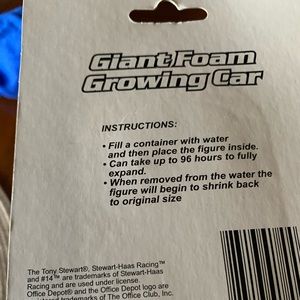 Giant Foam
Growing Car
INSTRUCTIONS:
• Fill a container with water
and then place the figure inside.
• Can take up to 96 hours to fully
expand.
• When removed from the water the
figure will begin to shrink back
to original size
The Tony Stewart®, Stewart-Haas Racing™
and #14™ are trademarks of Stewart-Haas
Racing and are used under license.
Office Depot® and the Office Depot logo are
trademarks of The Office Club, Inc.